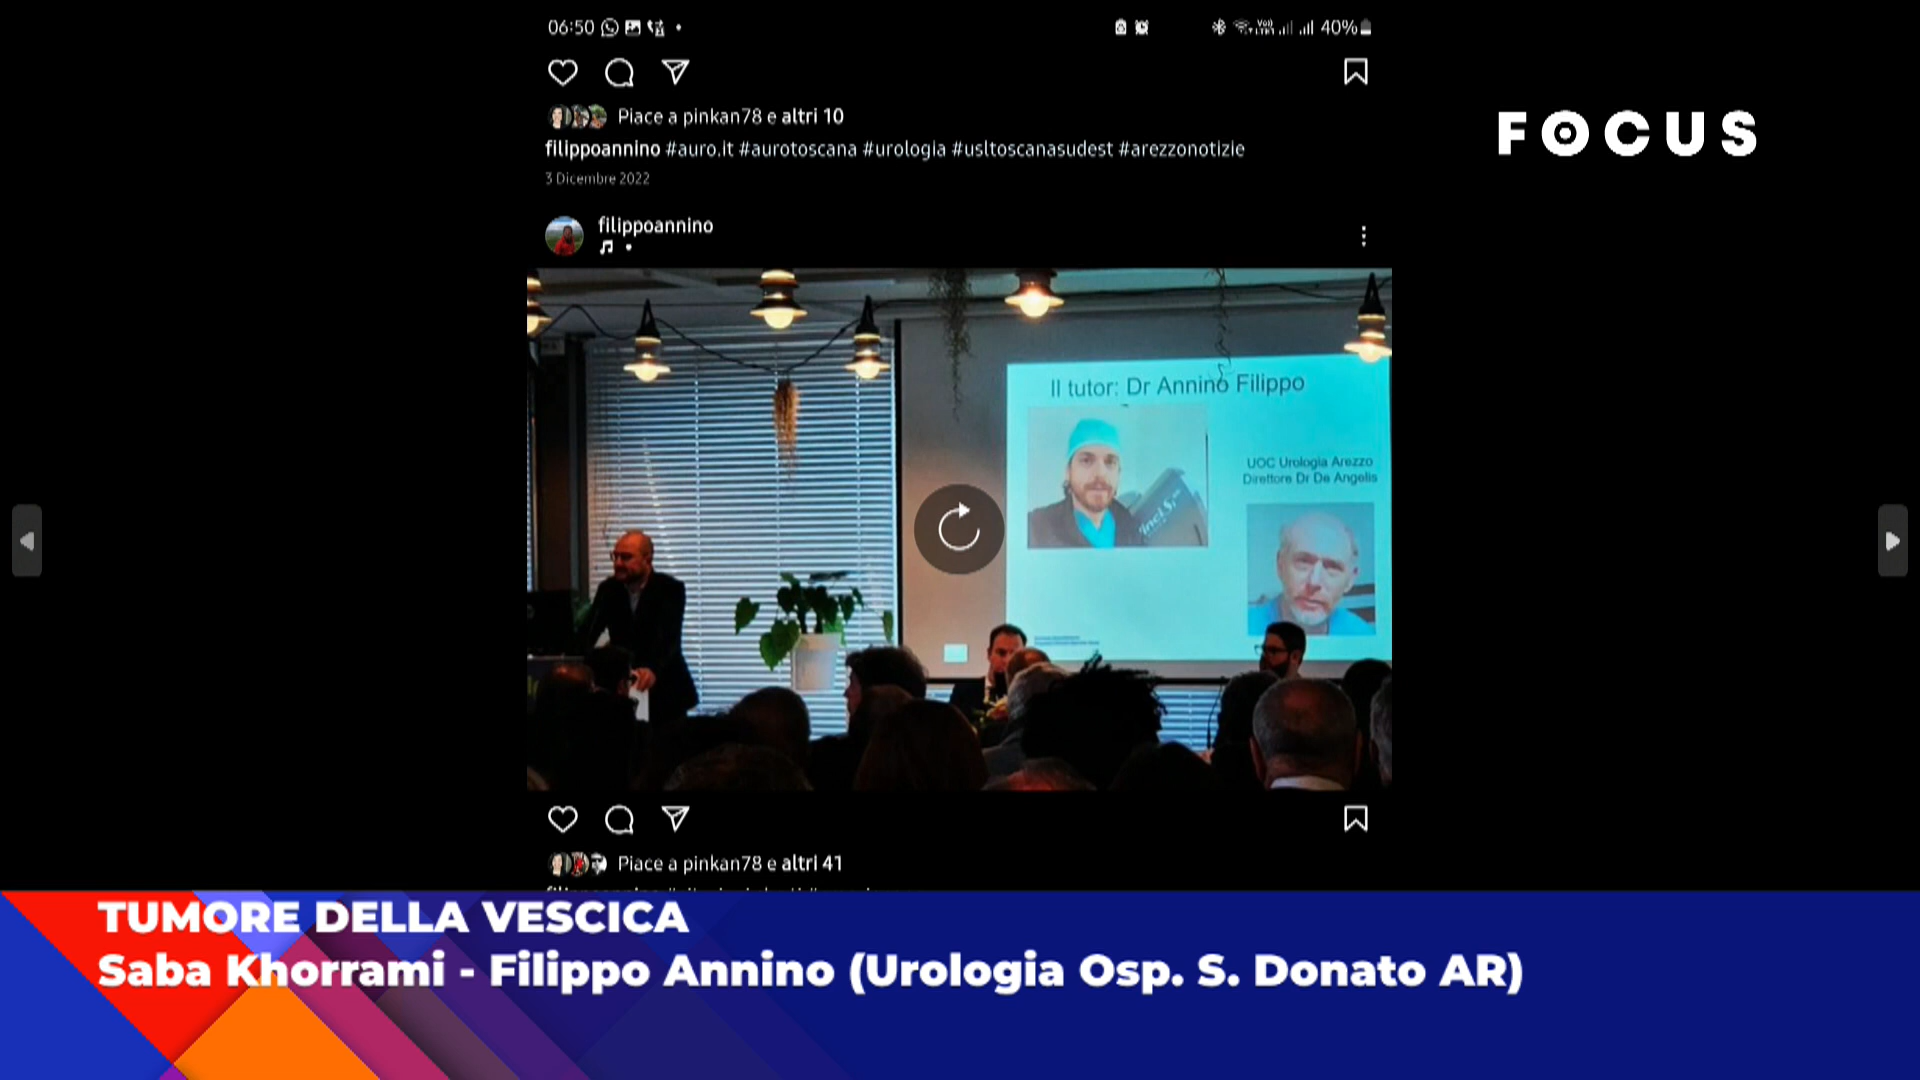 06:50
40%
Piace a pinkan78 e altri 10
filippoannino #auro.it #aurotoscana #urologia #usltoscanasudest #arezzonotizie
3 Dicembre 2022
FOCUS
filippoannino
Il tutor: Dr Annino Filippo
UOC Urologia Arezzo
Direttore Dr De Angelis
Piace a pinkan78 e altri 41
TUMORE DELLA VESCICA
Saba Khorrami - Filippo Annino (Urologia Osp. S. Donato AR)